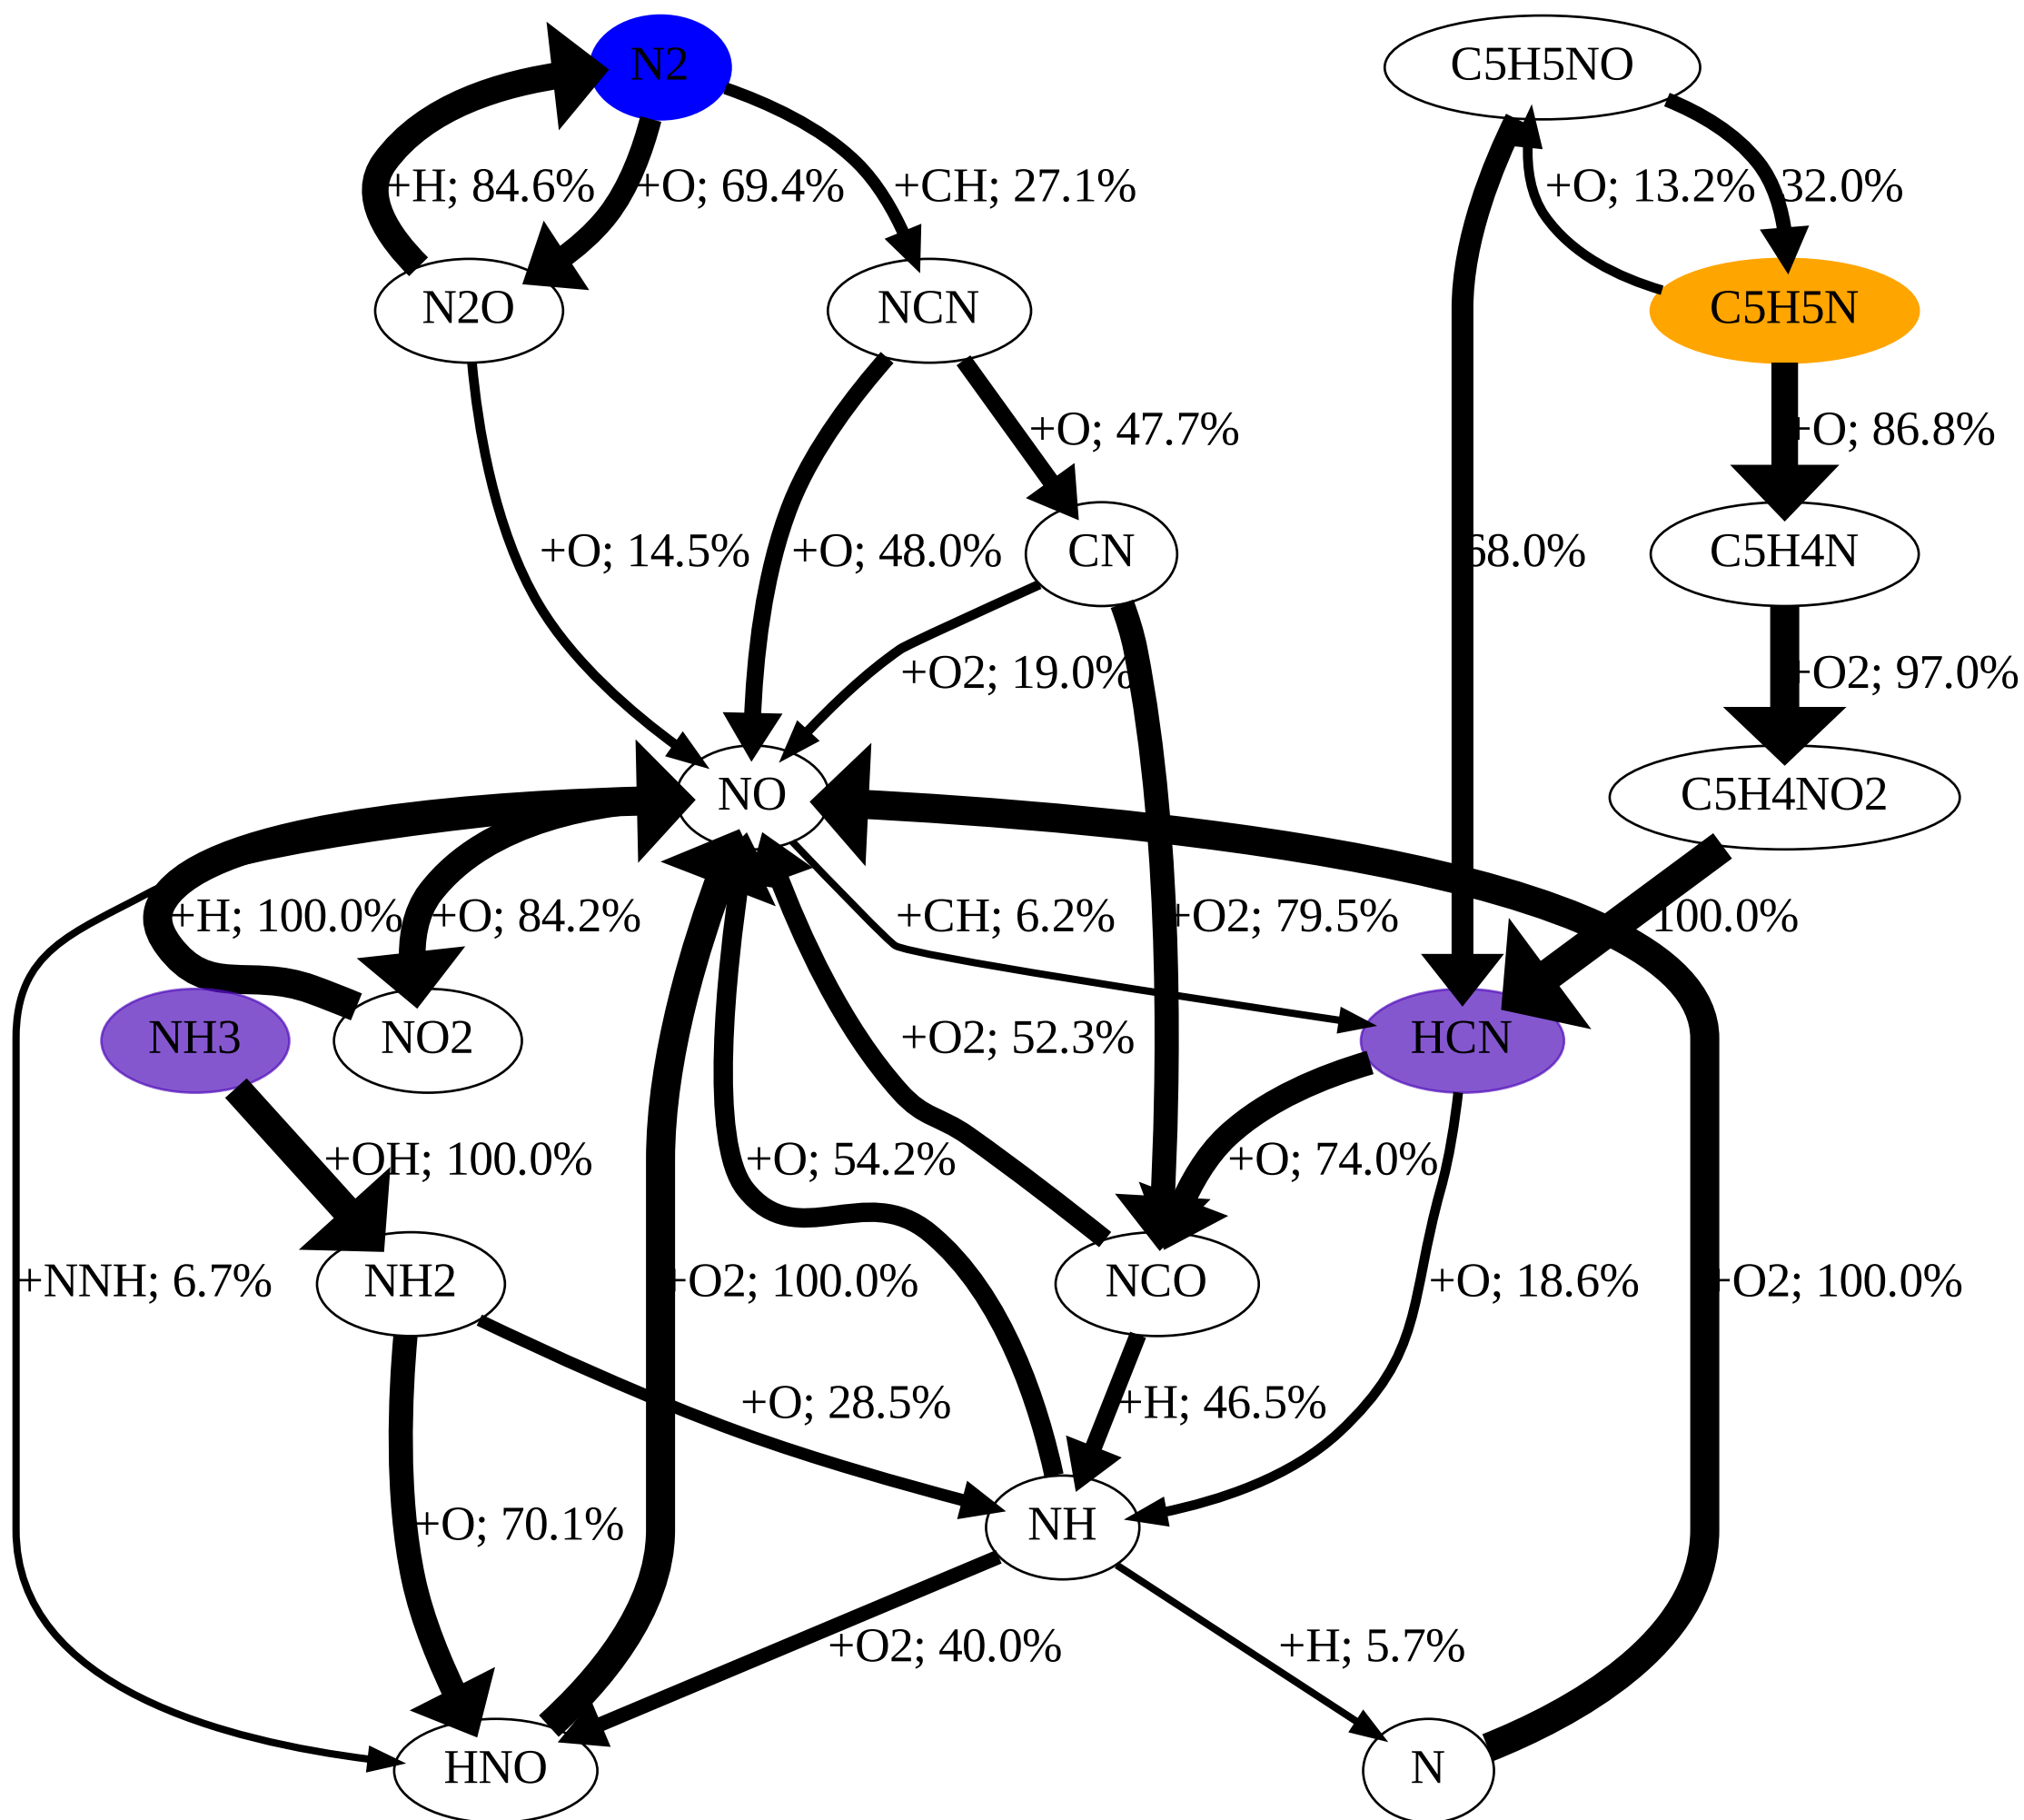 N2
C5H5NO
+H; 84.6%
+O; 69.4%
+CH; 27.1%
+O; 13.2%
32.0%
N2O
NCN
C5H5N
+O; 47.7%
+O; 86.8%
+O; 14.5%
+O; 48.0%
CN
68.0%
C5H4N
+O2; 19.0%
+O2; 97.0%
NO
C5H4NO2
+H; 100.0%
+O; 84.2%
+CH; 6.2%
+O2; 79.5%
100.0%
NH3
NO2
+O2; 52.3%
HCN
+OH; 100.0%
+O; 54.2%
+O; 74.0%
+NNH; 6.7%
NH2
+O2; 100.0%
NCO
+O; 18.6%
+O2; 100.0%
+O; 28.5%
+H; 46.5%
+O; 70.1%
NH
+O2; 40.0%
+H; 5.7%
HNO
N